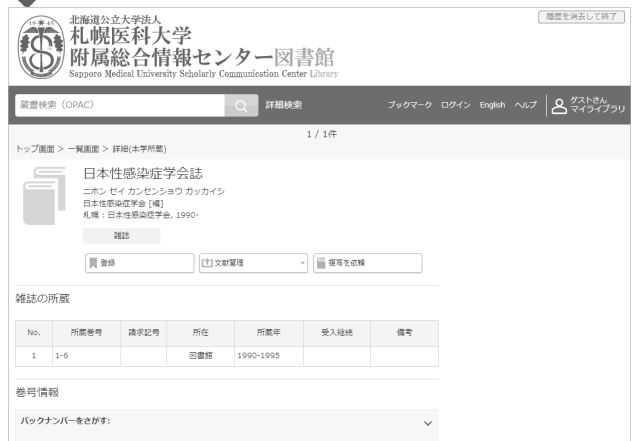 履歴を消去して終了
北海道公立大学法人
札幌医科大学
附属総合情報センター図書館
Sapporo Medical University Scholarly Communication Center Library
蔵書検索 (OPAC)
詳細検索
ブックマーク ログイン English ヘルプ ゲストさん
マイライブラリ
1 / 1件
トップ画面 > 一覧画面 > 詳細(本学所蔵)
日本性感染症学会誌
ニホン セイ カンセンショウ ガッカイシ
日本性感染症学会 [編]
札幌 : 日本性感染症学会, 1990-
雑誌
登録 文献管理 複写を依頼
雑誌の所蔵
No. 所蔵巻号 請求記号 所在 所蔵年 受入継続 備考
1 1-6 図書館 1990-1995
巻号情報
バックナンバーをさがす: